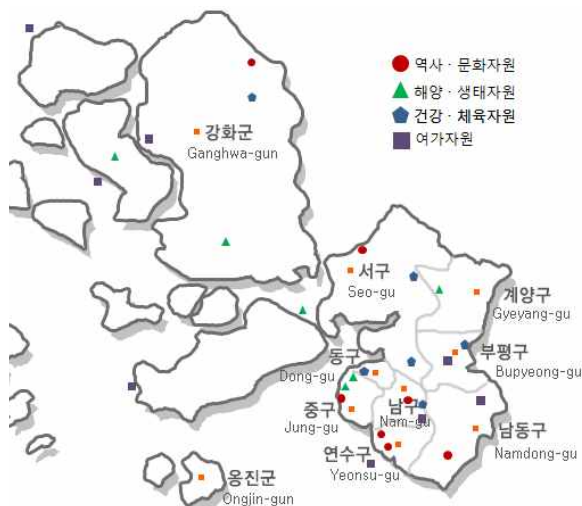 역사 · 문화자원
해양 · 생태자원
건강 · 체육자원
여가자원
강화군
Ganghwa-gun
서구
Seo-gu
계양구
Gyeyang-gu
동구
Dong-gu
부평구
Bupyeong-gu
중구
Jung-gu
남구
Nam-gu
남동구
Namdong-gu
연수구
Yeonsu-gu
옹진군
Ongjin-gun